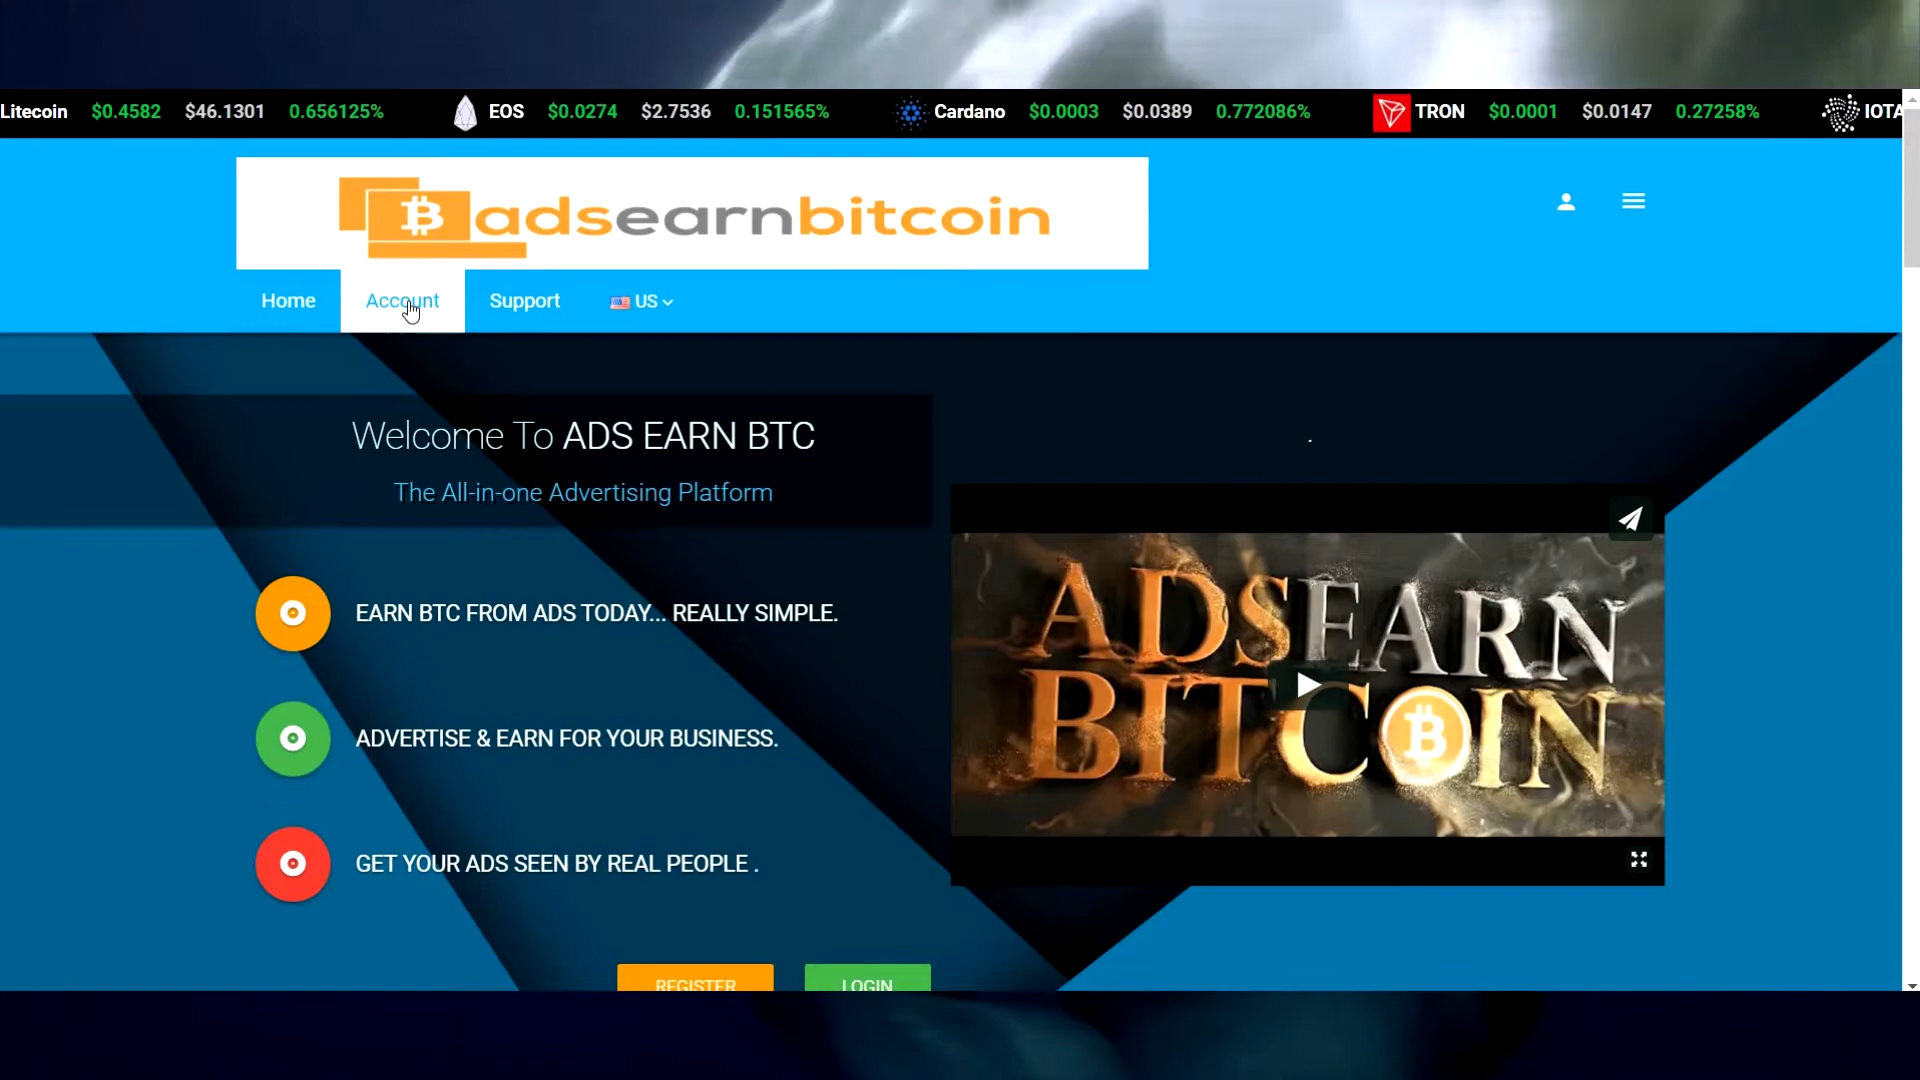 Litecoin $0.4582 $46.1301 0.656125% EOS $0.0274 $2.7536 0.151565% Cardano $0.0003 $0.0389 0.772086% TRON $0.0001 $0.0147 0.27258% IOTA
adsearnbitcoin
Home Account Support US
Welcome To ADS EARN BTC
The All-in-one Advertising Platform
EARN BTC FROM ADS TODAY... REALLY SIMPLE.
ADVERTISE & EARN FOR YOUR BUSINESS.
GET YOUR ADS SEEN BY REAL PEOPLE .
ADSEARN
BITCOIN
REGISTER LOGIN